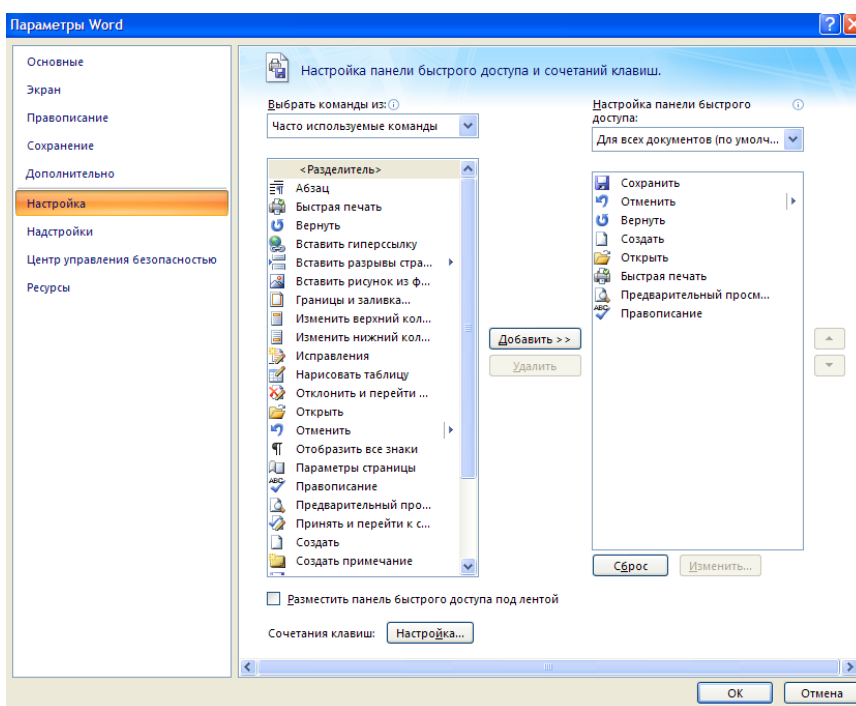 Параметры Word
Основные
Экран
Правописание
Сохранение
Дополнительно
Настройка
Надстройки
Центр управления безопасностью
Ресурсы
Настройка панели быстрого доступа и сочетаний клавиш.
Выбрать команды из:
Часто используемые команды
<Разделитель>
Абзац
Быстрая печать
Вернуть
Вставить гиперссылку
Вставить разрывы стра...
Вставить рисунок из ф...
Границы и заливка...
Изменить верхний кол...
Изменить нижний кол...
Исправления
Нарисовать таблицу
Отклонить и перейти ...
Открыть
Отменить
Отобразить все знаки
Параметры страницы
Правописание
Предварительный про...
Принять и перейти к с...
Создать
Создать примечание
Добавить >>
Удалить
Настройка панели быстрого
доступа:
Для всех документов (по умолч...
Сохранить
Отменить
Вернуть
Создать
Открыть
Быстрая печать
Предварительный просм...
Правописание
Сброс
Изменить...
Разместить панель быстрого доступа под лентой
Сочетания клавиш:
Настройка...
ОК
Отмена